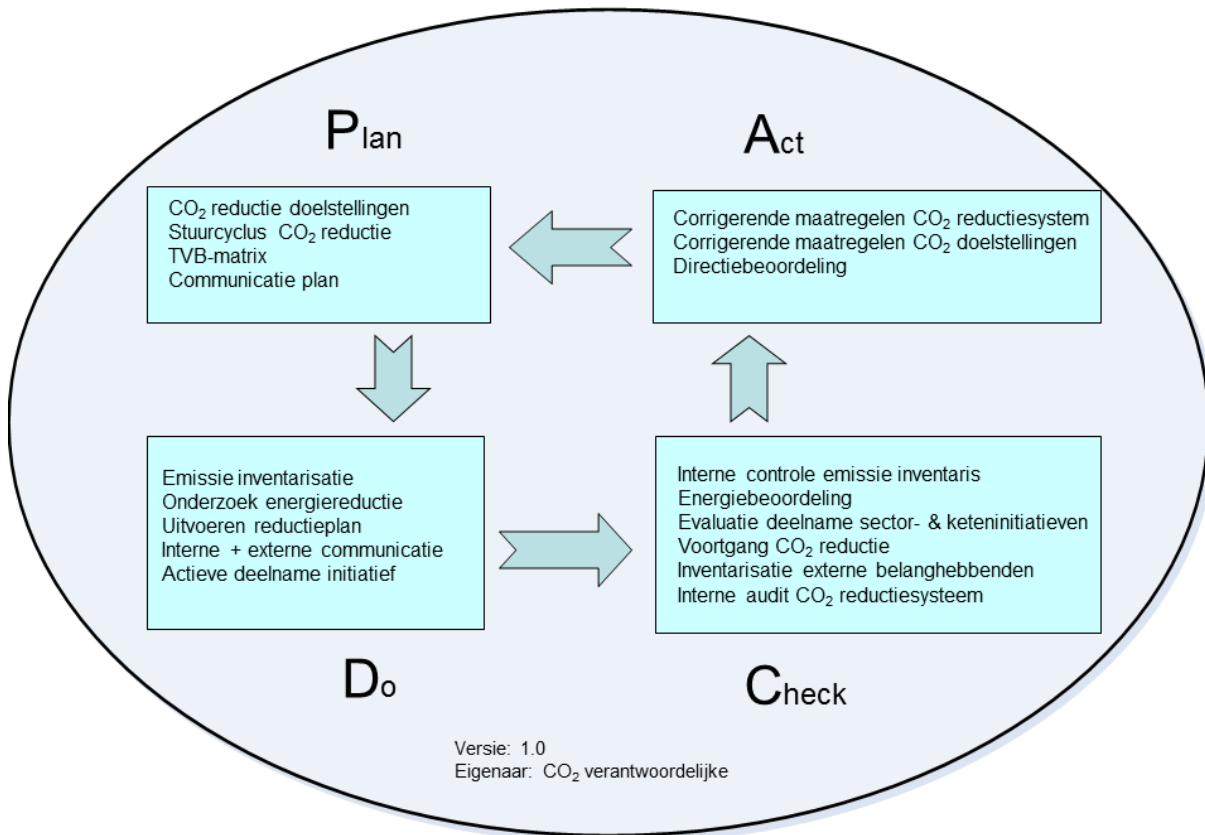 Plan
CO₂ reductie doelstellingen
Stuurcyclus CO₂ reductie
TVB-matrix
Communicatie plan
Act
Corrigerende maatregelen CO₂ reductiesystem
Corrigerende maatregelen CO₂ doelstellingen
Directiebeoordeling
Emissie inventarisatie
Onderzoek energiereductie
Uitvoeren reductieplan
Interne + externe communicatie
Actieve deelname initiatief
Do
Interne controle emissie inventaris
Energiebeoordeling
Evaluatie deelname sector- & keteninitiatieven
Voortgang CO₂ reductie
Inventarisatie externe belanghebbenden
Interne audit CO₂ reductiesysteem
Check
Versie: 1.0
Eigenaar: CO₂ verantwoordelijke